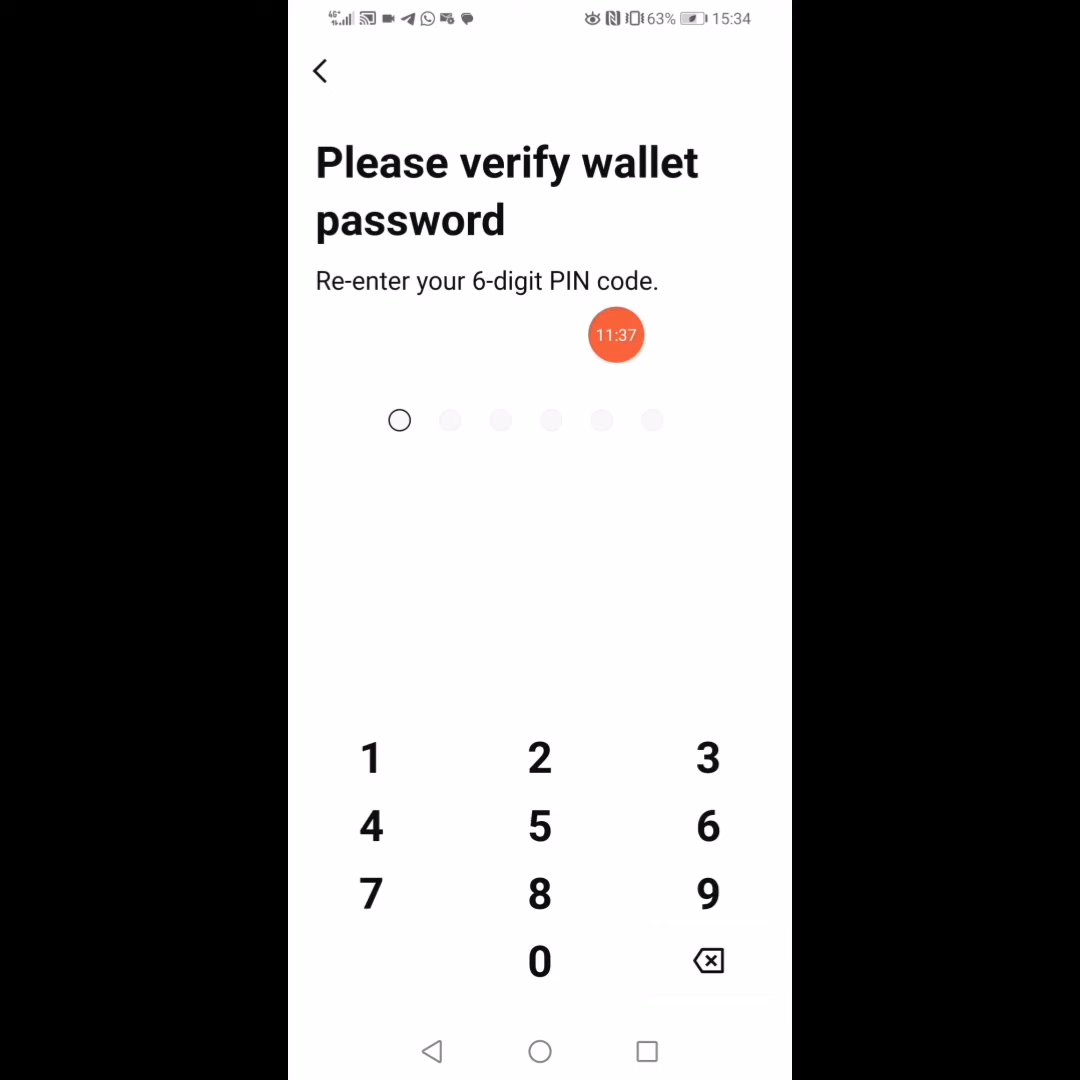 4G+ 63% 15:34
Please verify wallet
password
Re-enter your 6-digit PIN code.
11:37
1 2 3
4 5 6
7 8 9
0